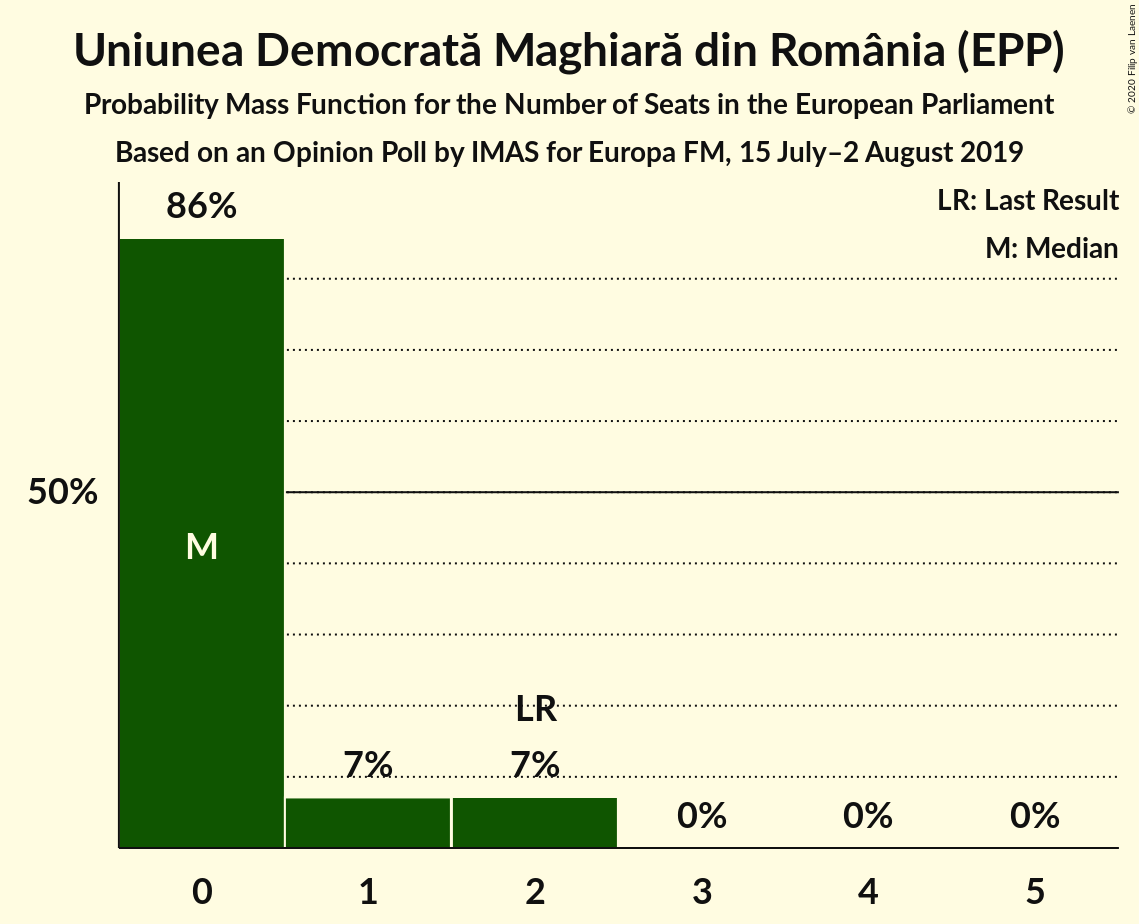 Uniunea Democrată Maghiară din România (EPP)
Probability Mass Function for the Number of Seats in the European Parliament
Based on an Opinion Poll by IMAS for Europa FM, 15 July–2 August 2019
© 2020 Filip van Laenen
LR: Last Result
M: Median
86%
50%
M
LR
7%
7%
0%
0%
0%
0
1
2
3
4
5